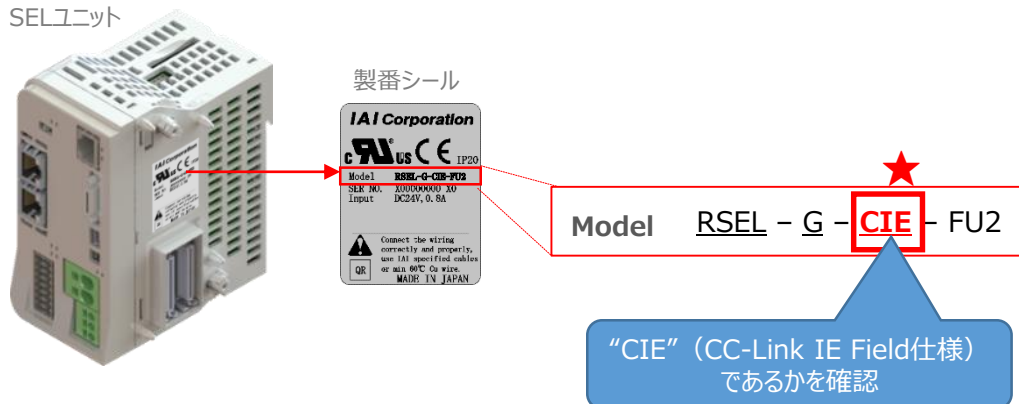 SELユニット
製番シール
IAI Corporation
c US CE IP20
Model RSEL-G-CIE-FU2
SER NO. X00000000 X0
Input DC24V, 0.8A
Connect the wiring
correctly and properly,
use IAI specified cables
or min 60℃ Cu wire.
QR
MADE IN JAPAN
Model RSEL – G – CIE – FU2
“CIE”（CC-Link IE Field仕様）
であるかを確認